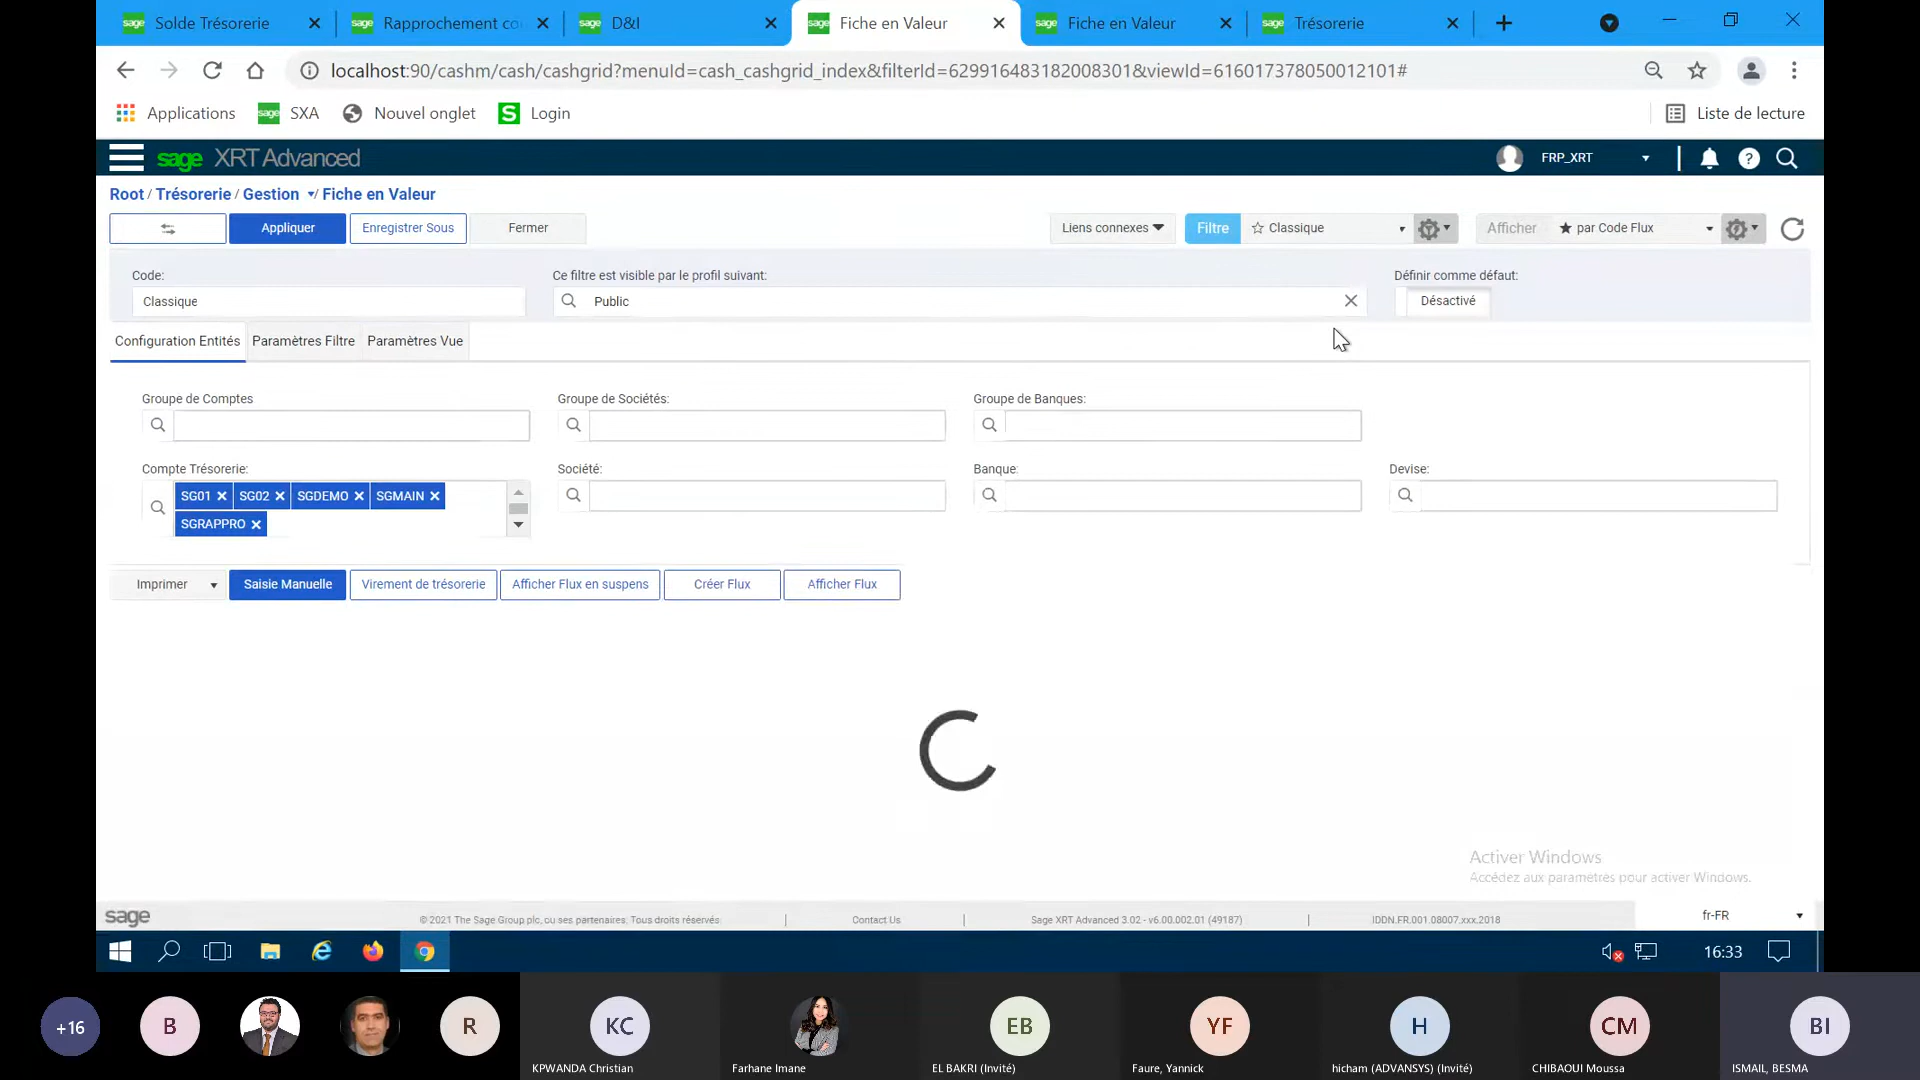 sage Solde Trésorerie sage Rapprochement co sage D&I sage Fiche en Valeur sage Fiche en Valeur sage Trésorerie
localhost:90/cashm/cash/cashgrid?menuId=cash_cashgrid_index&filterId=629916483182008301&viewId=616017378050012101#
Applications sage SXA Nouvel onglet S Login Liste de lecture
sage XRT Advanced FRP_XRT
Root / Trésorerie / Gestion / Fiche en Valeur
Appliquer Enregistrer Sous Fermer Liens connexes Filtre Classique Afficher par Code Flux
Code: Ce filtre est visible par le profil suivant: Définir comme défaut:
Classique Public Désactivé
Configuration Entités Paramètres Filtre Paramètres Vue
Groupe de Comptes Groupe de Sociétés: Groupe de Banques:
Compte Trésorerie: Société: Banque: Devise:
SG01 SG02 SGDEMO SGMAIN
SGRAPPRO
Imprimer Saisie Manuelle Virement de trésorerie Afficher Flux en suspens Créer Flux Afficher Flux
Activer Windows
Accédez aux paramètres pour activer Windows.
sage © 2021 The Sage Group plc, ou ses partenaires. Tous droits réservés. Contact Us Sage XRT Advanced 3.02 - v6.00.002.01 (49187) IDDN.FR.001.08007.xxx.2018 fr-FR
16:33
+16 B R KC EB YF H CM BI
KPWANDA Christian Farhane Imane EL BAKRI (Invité) Faure, Yannick hicham (ADVANSYS) (Invité) CHIBAOUI Moussa ISMAIL, BESMA